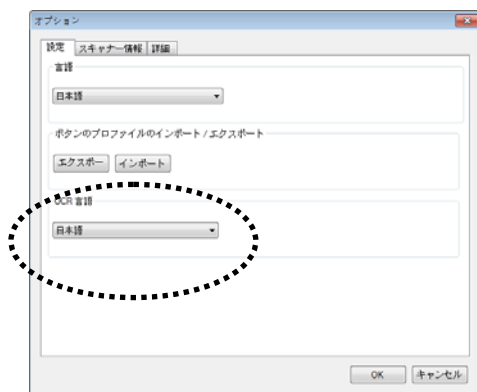 オプション
設定 スキャナー情報 詳細
言語
日本語
ボタンのプロファイルのインポート / エクスポート
エクスポー インポート
OCR 言語
日本語
OK キャンセル